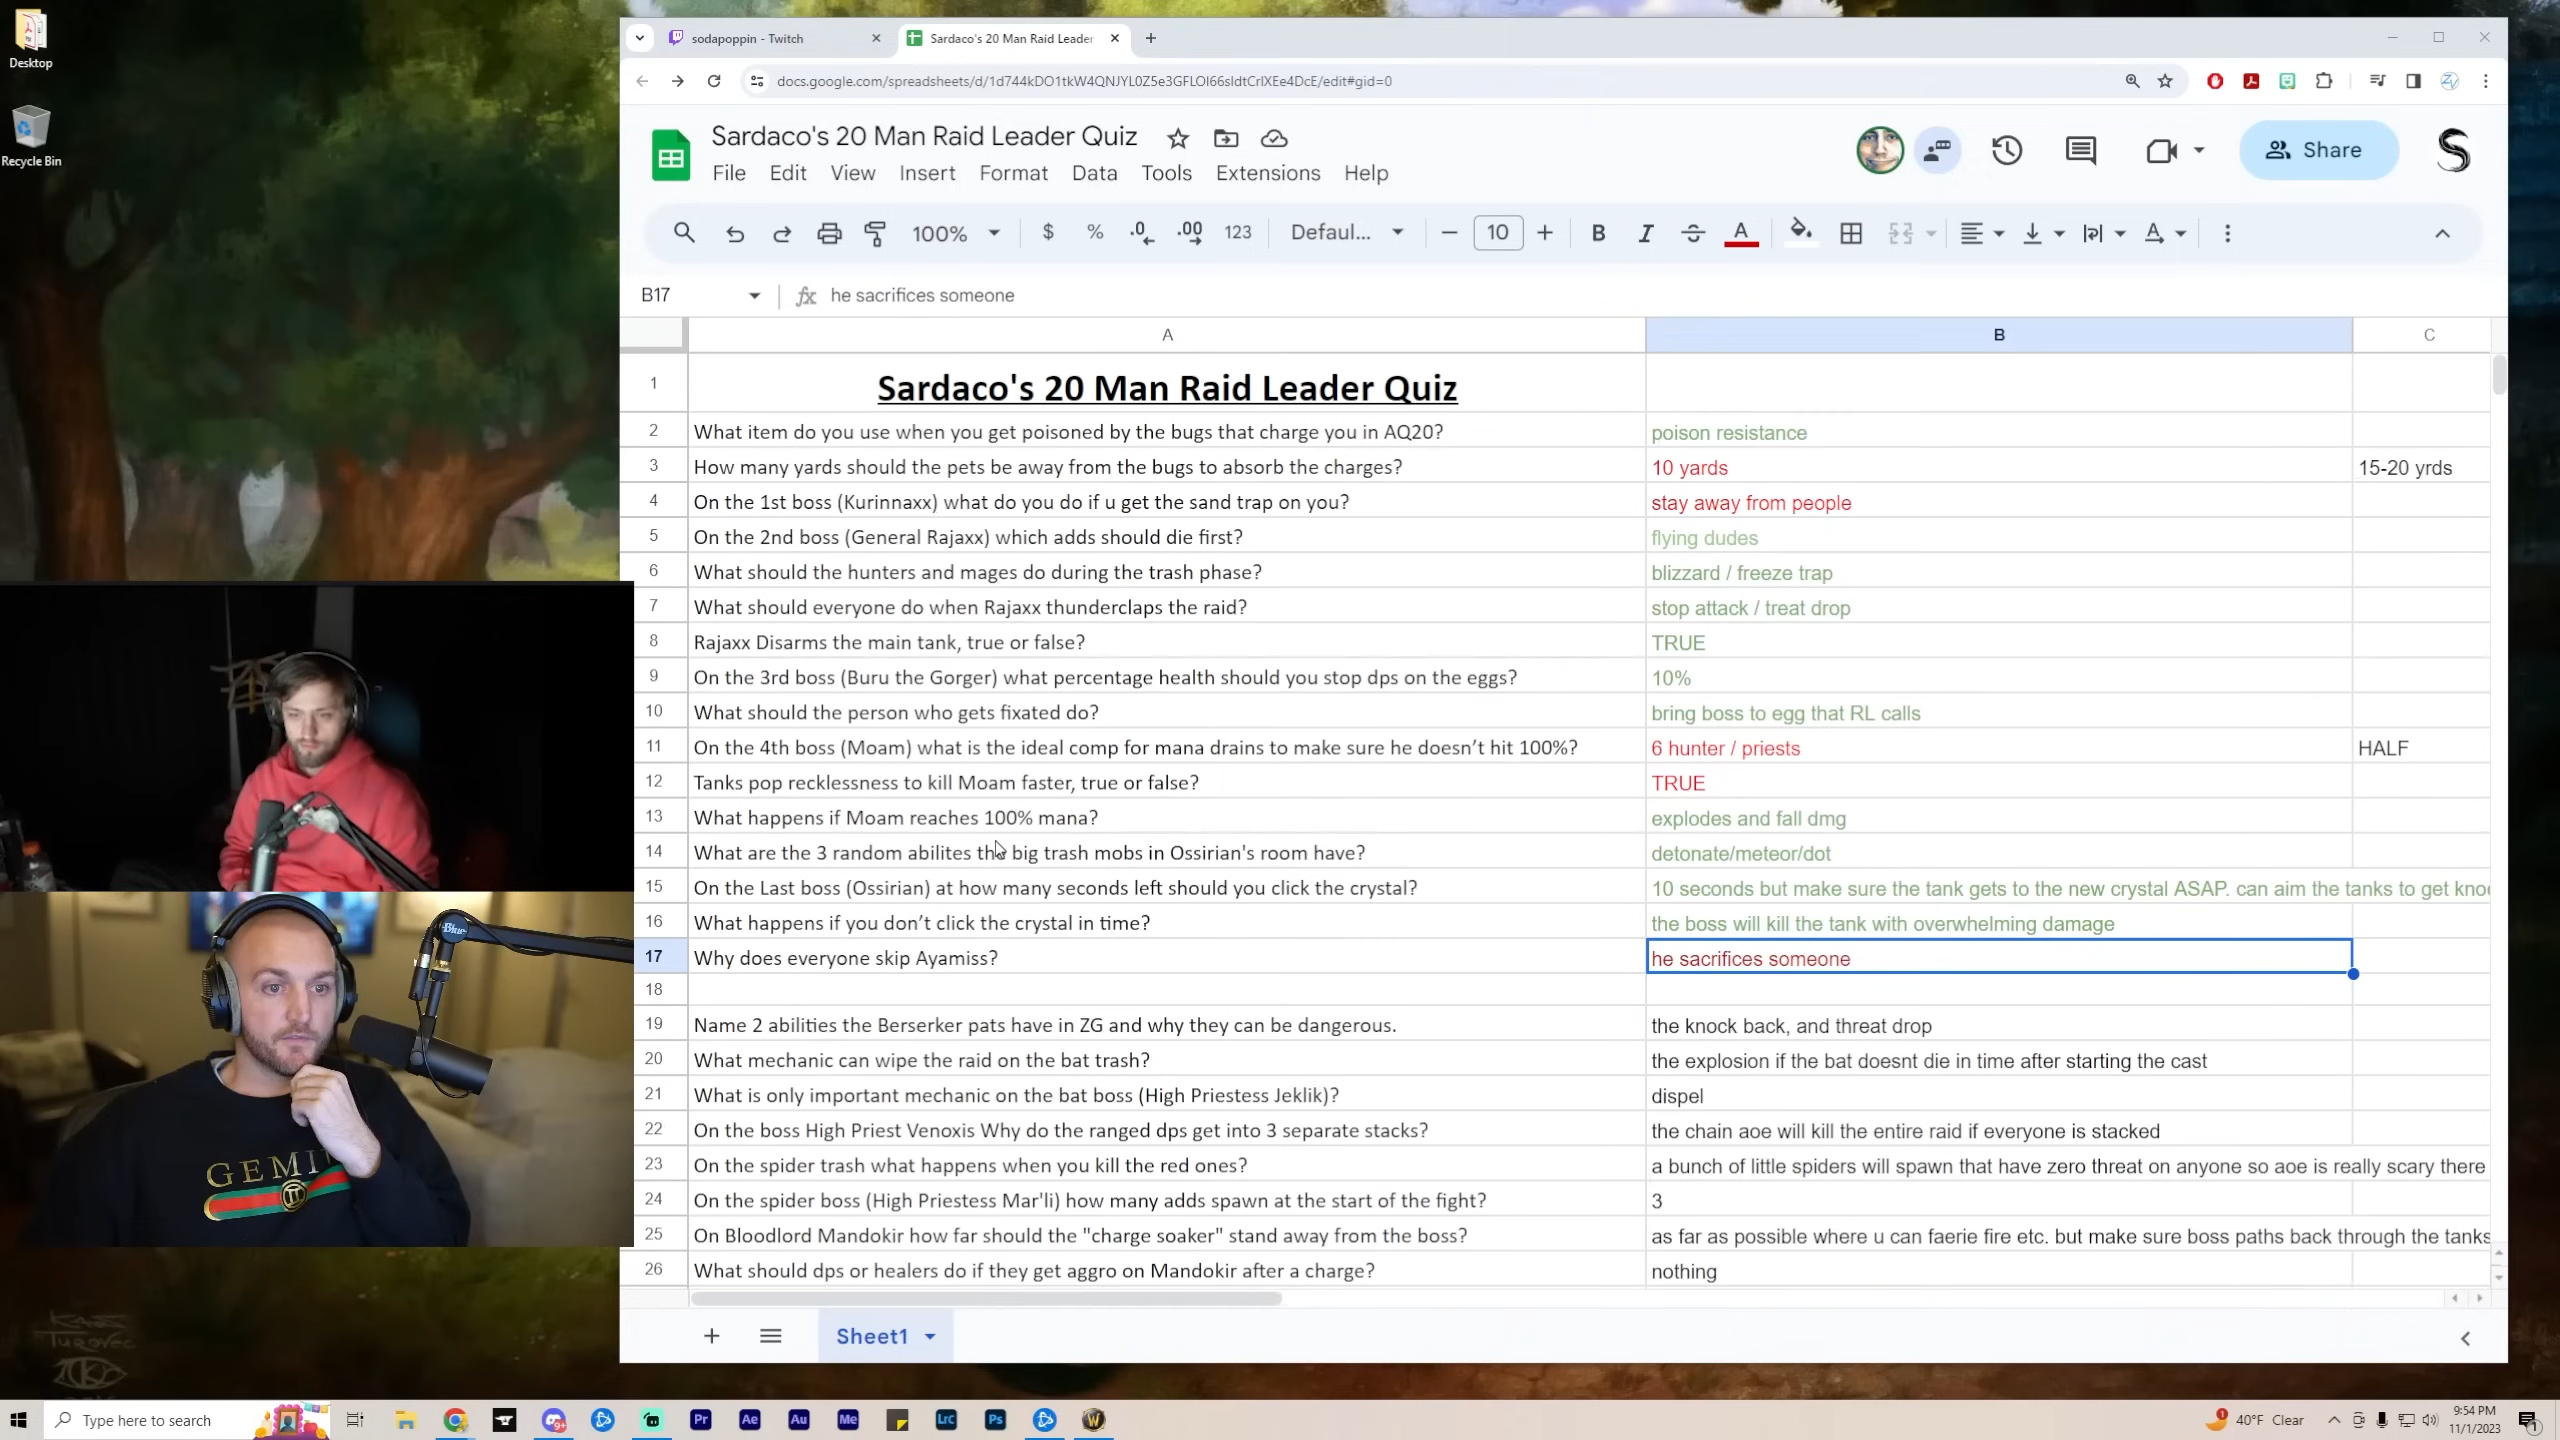 Desktop
Recycle Bin
sodapoppin - Twitch
Sardaco's 20 Man Raid Leader
docs.google.com/spreadsheets/d/1d744kDO1tkW4QNJYL0Z5e3GFLOI66sldtCrlXEe4DcE/edit#gid=0
Sardaco's 20 Man Raid Leader Quiz
File Edit View Insert Format Data Tools Extensions Help
Share
100% $ % .0 .00 123 Defaul... 10 B I A
B17 fx he sacrifices someone
A B C
1 Sardaco's 20 Man Raid Leader Quiz
2 What item do you use when you get poisoned by the bugs that charge you in AQ20? poison resistance
3 How many yards should the pets be away from the bugs to absorb the charges? 10 yards 15-20 yrds
4 On the 1st boss (Kurinnaxx) what do you do if u get the sand trap on you? stay away from people
5 On the 2nd boss (General Rajaxx) which adds should die first? flying dudes
6 What should the hunters and mages do during the trash phase? blizzard / freeze trap
7 What should everyone do when Rajaxx thunderclaps the raid? stop attack / treat drop
8 Rajaxx Disarms the main tank, true or false? TRUE
9 On the 3rd boss (Buru the Gorger) what percentage health should you stop dps on the eggs? 10%
10 What should the person who gets fixated do? bring boss to egg that RL calls
11 On the 4th boss (Moam) what is the ideal comp for mana drains to make sure he doesn’t hit 100%? 6 hunter / priests HALF
12 Tanks pop recklessness to kill Moam faster, true or false? TRUE
13 What happens if Moam reaches 100% mana? explodes and fall dmg
14 What are the 3 random abilites the big trash mobs in Ossirian's room have? detonate/meteor/dot
15 On the Last boss (Ossirian) at how many seconds left should you click the crystal? 10 seconds but make sure the tank gets to the new crystal ASAP. can aim the tanks to get kno
16 What happens if you don’t click the crystal in time? the boss will kill the tank with overwhelming damage
17 Why does everyone skip Ayamiss? he sacrifices someone
18
19 Name 2 abilities the Berserker pats have in ZG and why they can be dangerous. the knock back, and threat drop
20 What mechanic can wipe the raid on the bat trash? the explosion if the bat doesnt die in time after starting the cast
21 What is only important mechanic on the bat boss (High Priestess Jeklik)? dispel
22 On the boss High Priest Venoxis Why do the ranged dps get into 3 separate stacks? the chain aoe will kill the entire raid if everyone is stacked
23 On the spider trash what happens when you kill the red ones? a bunch of little spiders will spawn that have zero threat on anyone so aoe is really scary there
24 On the spider boss (High Priestess Mar'li) how many adds spawn at the start of the fight? 3
25 On Bloodlord Mandokir how far should the "charge soaker" stand away from the boss? as far as possible where u can faerie fire etc. but make sure boss paths back through the tanks
26 What should dps or healers do if they get aggro on Mandokir after a charge? nothing
Sheet1
Blue
GEMI
Type here to search
9+
Pr Ae Au Me LrC Ps
40°F Clear
9:54 PM
11/1/2023